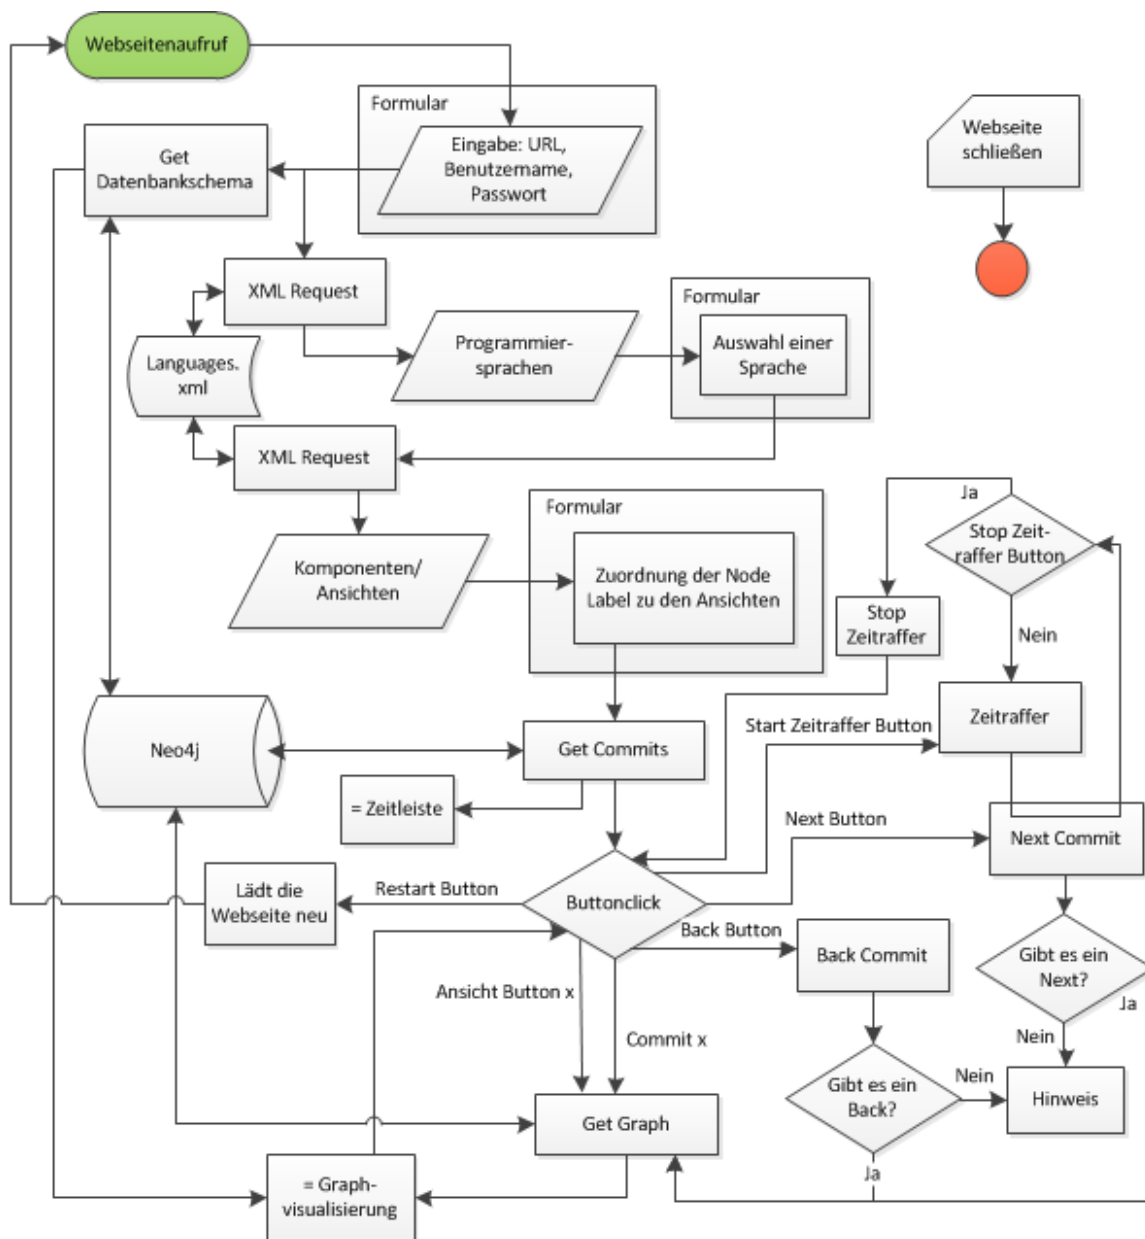 Webseitenaufruf
Formular
Eingabe: URL,
Benutzername,
Passwort
Get
Datenbankschema
Webseite
schließen
XML Request
Languages.
xml
Programmier-
sprachen
Formular
Auswahl einer
Sprache
XML Request
Komponenten/
Ansichten
Formular
Zuordnung der Node
Label zu den Ansichten
Ja
Stop Zeit-
raffer Button
Stop
Zeitraffer
Nein
Zeitraffer
Start Zeitraffer Button
Neo4j
Get Commits
= Zeitleiste
Next Button
Next Commit
Lädt die
Webseite neu
Restart Button
Buttonclick
Back Button
Back Commit
Gibt es ein
Next?
Ja
Nein
Ansicht Button x
Commit x
Gibt es ein
Back?
Nein
Hinweis
Get Graph
Ja
= Graph-
visualisierung